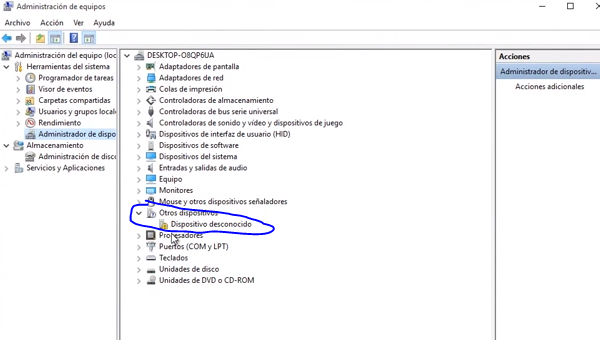 Administración de equipos
Archivo Acción Ver Ayuda
Administración del equipo (loc
Herramientas del sistema
Programador de tareas
Visor de eventos
Carpetas compartidas
Usuarios y grupos locale
Rendimiento
Administrador de dispo
Almacenamiento
Administración de disco
Servicios y Aplicaciones
DESKTOP-O8QP6UA
Adaptadores de pantalla
Adaptadores de red
Colas de impresión
Controladoras de almacenamiento
Controladoras de bus serie universal
Controladoras de sonido y vídeo y dispositivos de juego
Dispositivos de interfaz de usuario (HID)
Dispositivos de software
Dispositivos del sistema
Entradas y salidas de audio
Equipo
Monitores
Mouse y otros dispositivos señaladores
Otros dispositivos
Dispositivo desconocido
Procesadores
Puertos (COM y LPT)
Teclados
Unidades de disco
Unidades de DVD o CD-ROM
Acciones
Administrador de dispositiv...
Acciones adicionales